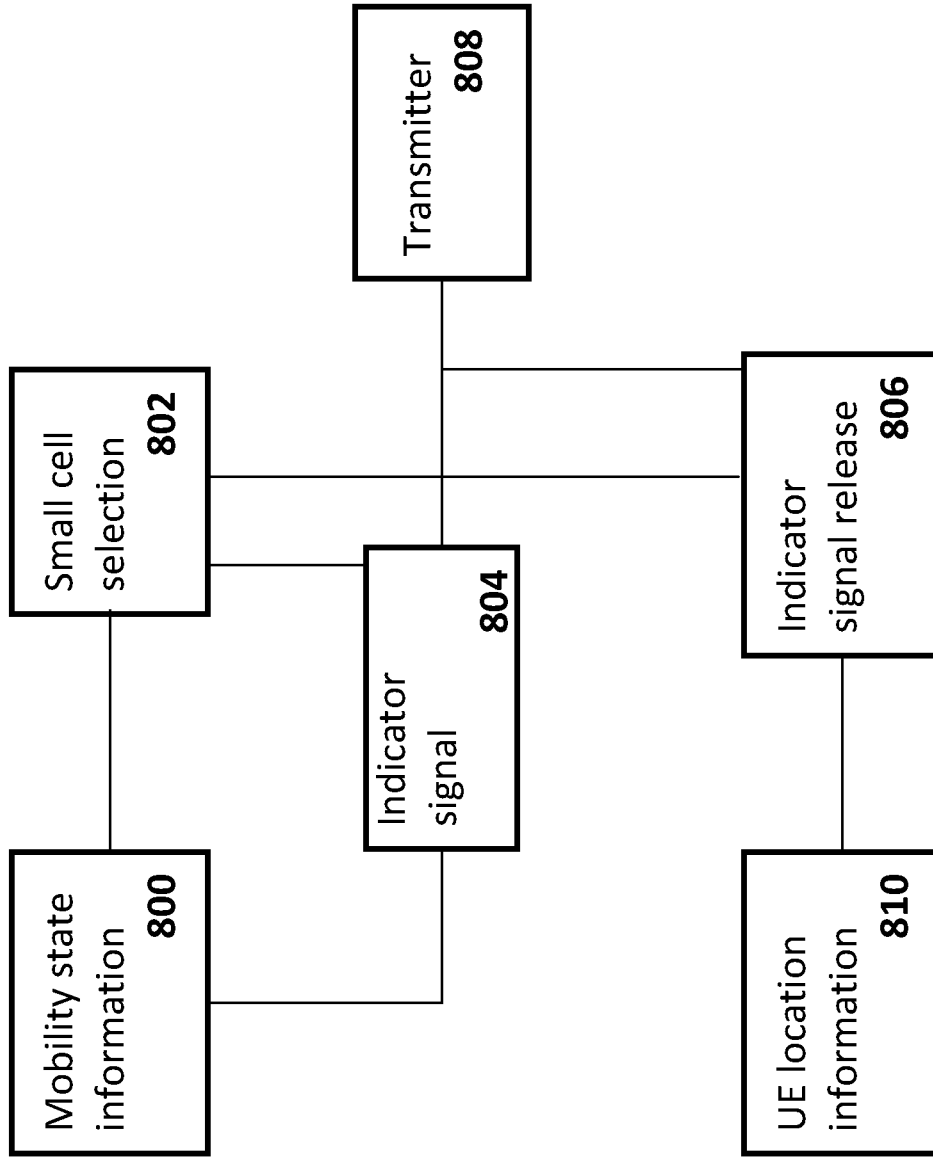 Mobility state
information
800
Small cell
selection
802
Indicator
signal
804
Transmitter
808
UE location
information
810
Indicator
signal release
806